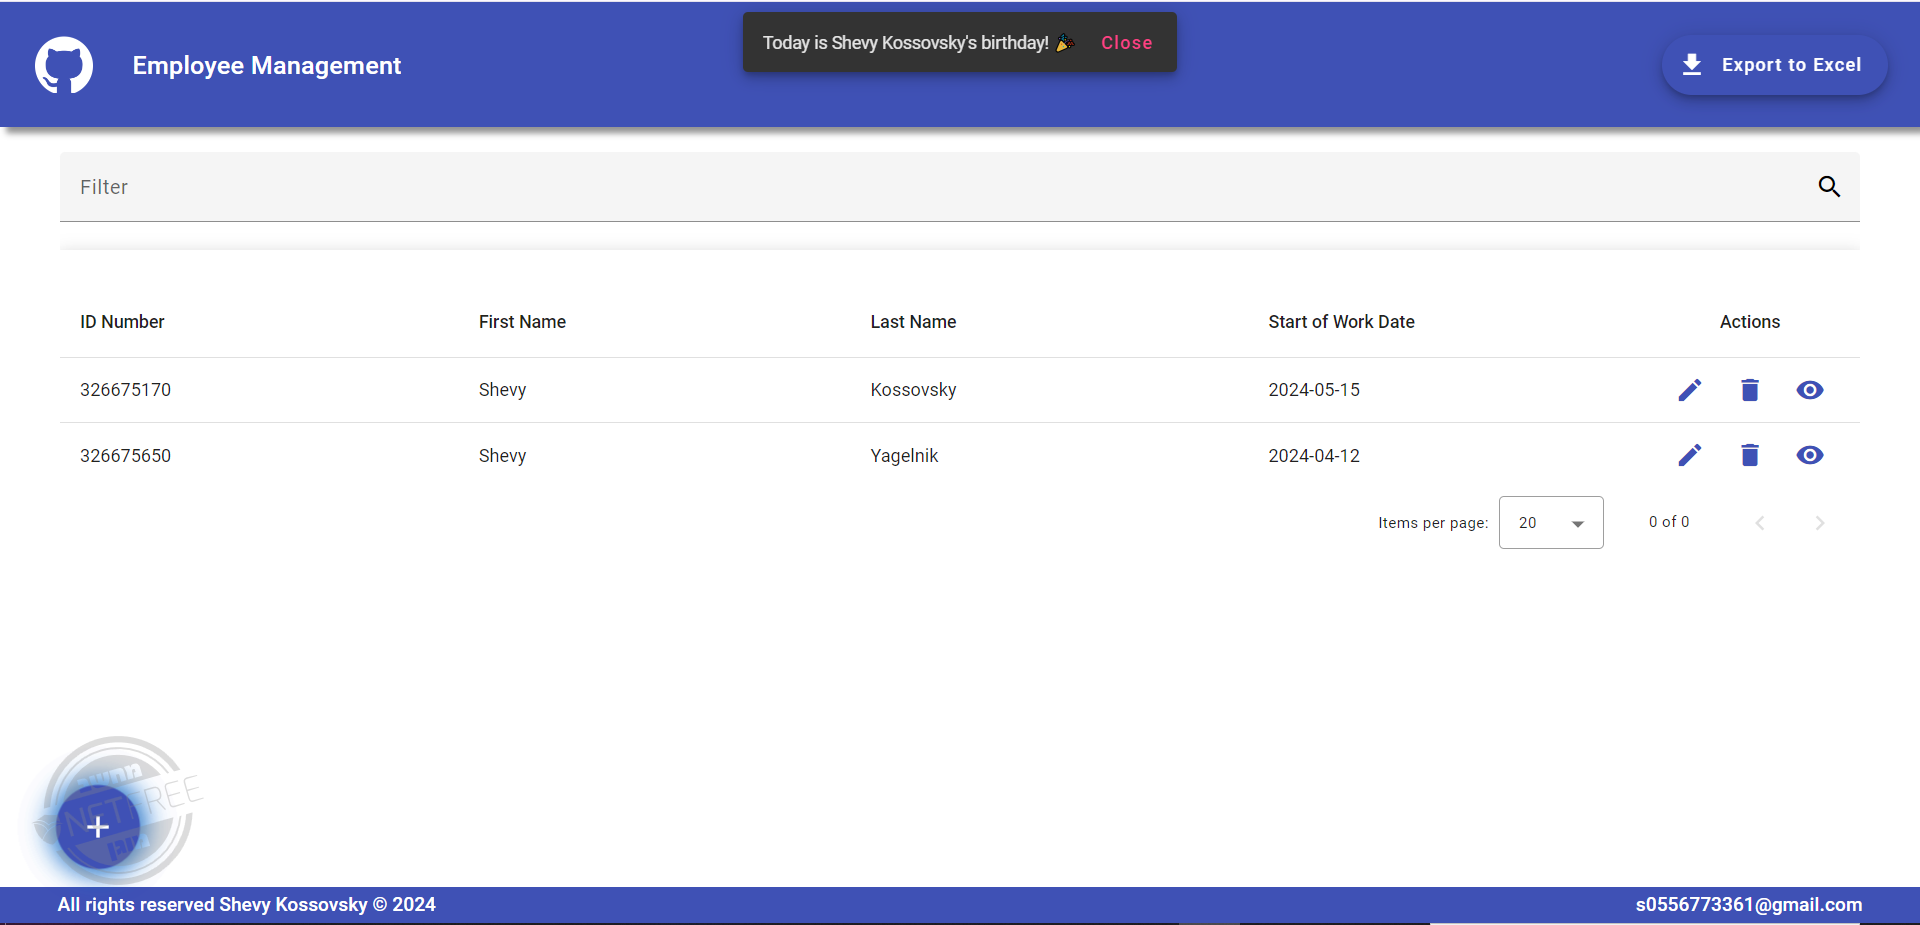 Today is Shevy Kossovsky's birthday! 🎉 Close
Employee Management
Export to Excel
Filter
ID Number First Name Last Name Start of Work Date Actions
326675170 Shevy Kossovsky 2024-05-15
326675650 Shevy Yagelnik 2024-04-12
Items per page: 20 0 of 0
NETFREE
+
All rights reserved Shevy Kossovsky © 2024
s0556773361@gmail.com